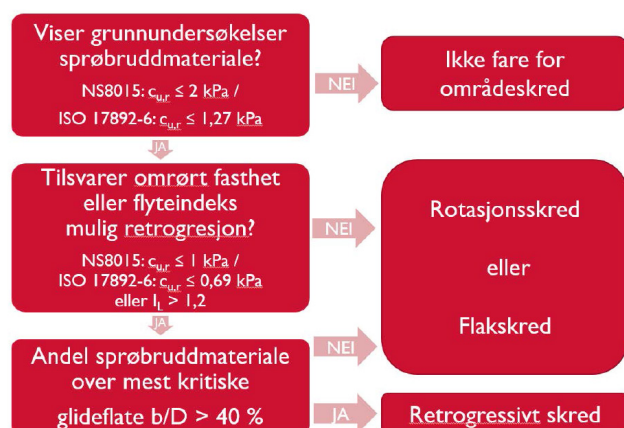 Viser grunnundersøkelser
sprøbruddmateriale?
NS8015: cu,r ≤ 2 kPa /
ISO 17892-6: cu,r ≤ 1,27 kPa
NEI
Ikke fare for
områdeskred
JA
Tilsvarer omrørt fasthet
eller flyteindeks
mulig retrogresjon?
NS8015: cu,r ≤ 1 kPa /
ISO 17892-6: cu,r ≤ 0,69 kPa
eller IL > 1,2
NEI
Rotasjonsskred
eller
Flakskred
JA
Andel sprøbruddmateriale
over mest kritiske
glideflate b/D > 40 %
NEI
JA
Retrogressivt skred